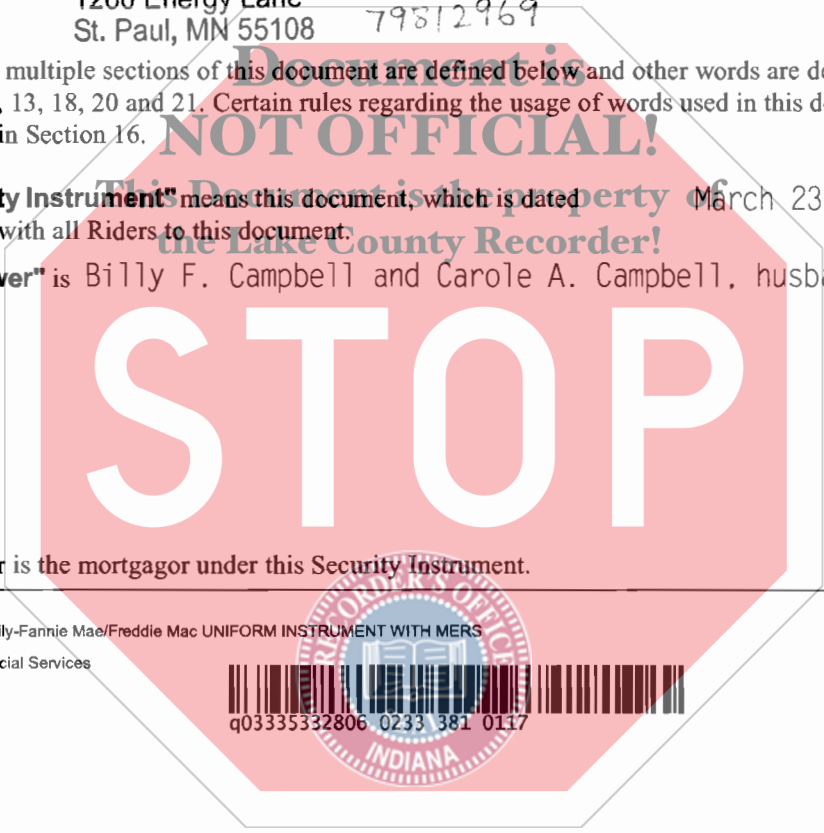 1260 Energy Lane
St. Paul, MN 55108 79812969
multiple sections of this document are defined below and other words are de
Document is
, 13, 18, 20 and 21. Certain rules regarding the usage of words used in this d
in Section 16.
NOT OFFICIAL!
ty Instrument" means this document, which is dated March 23
This Document is the property of
with all Riders to this document.
the Lake County Recorder!
wer" is Billy F. Campbell and Carole A. Campbell, husba
STOP
r is the mortgagor under this Security Instrument.
ily-Fannie Mae/Freddie Mac UNIFORM INSTRUMENT WITH MERS
cial Services
RECORDER'S OFFICE
q03335332806 0233 381 0117
INDIANA